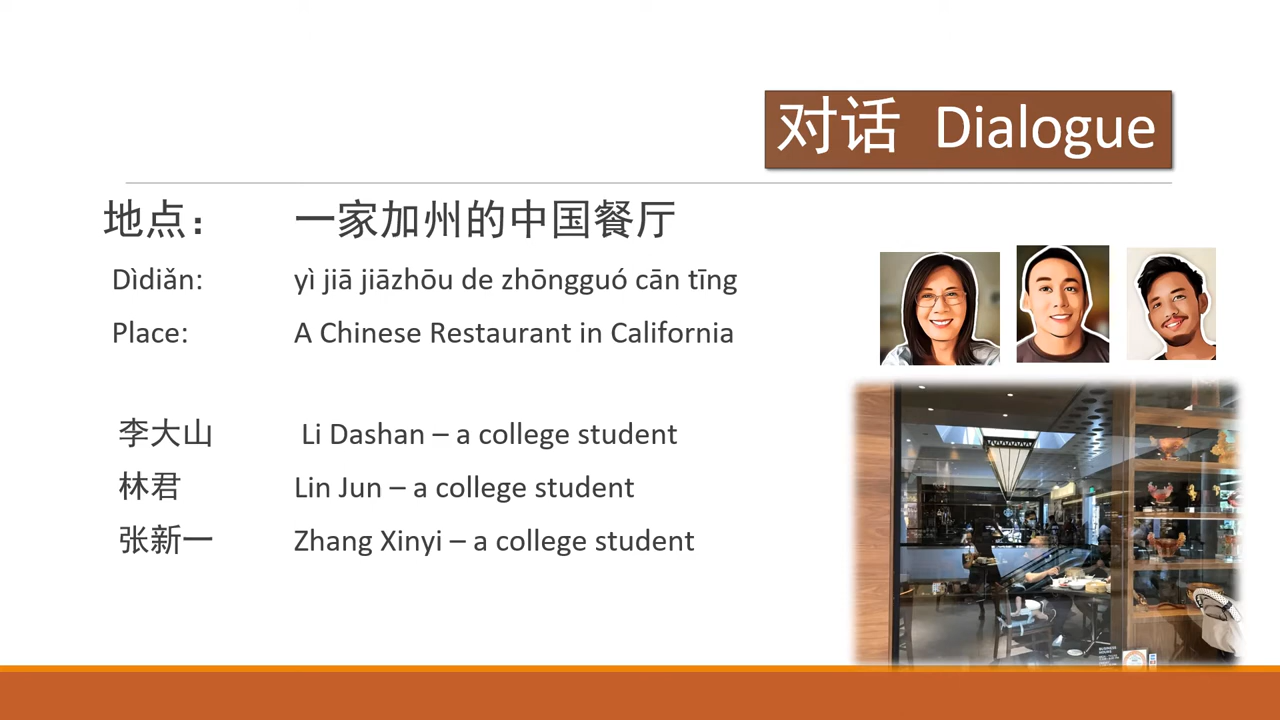 对话 Dialogue
地点： 一家加州的中国餐厅
Dìdiǎn: yì jiā jiāzhōu de zhōngguó cān tīng
Place: A Chinese Restaurant in California
李大山 Li Dashan – a college student
林君 Lin Jun – a college student
张新一 Zhang Xinyi – a college student